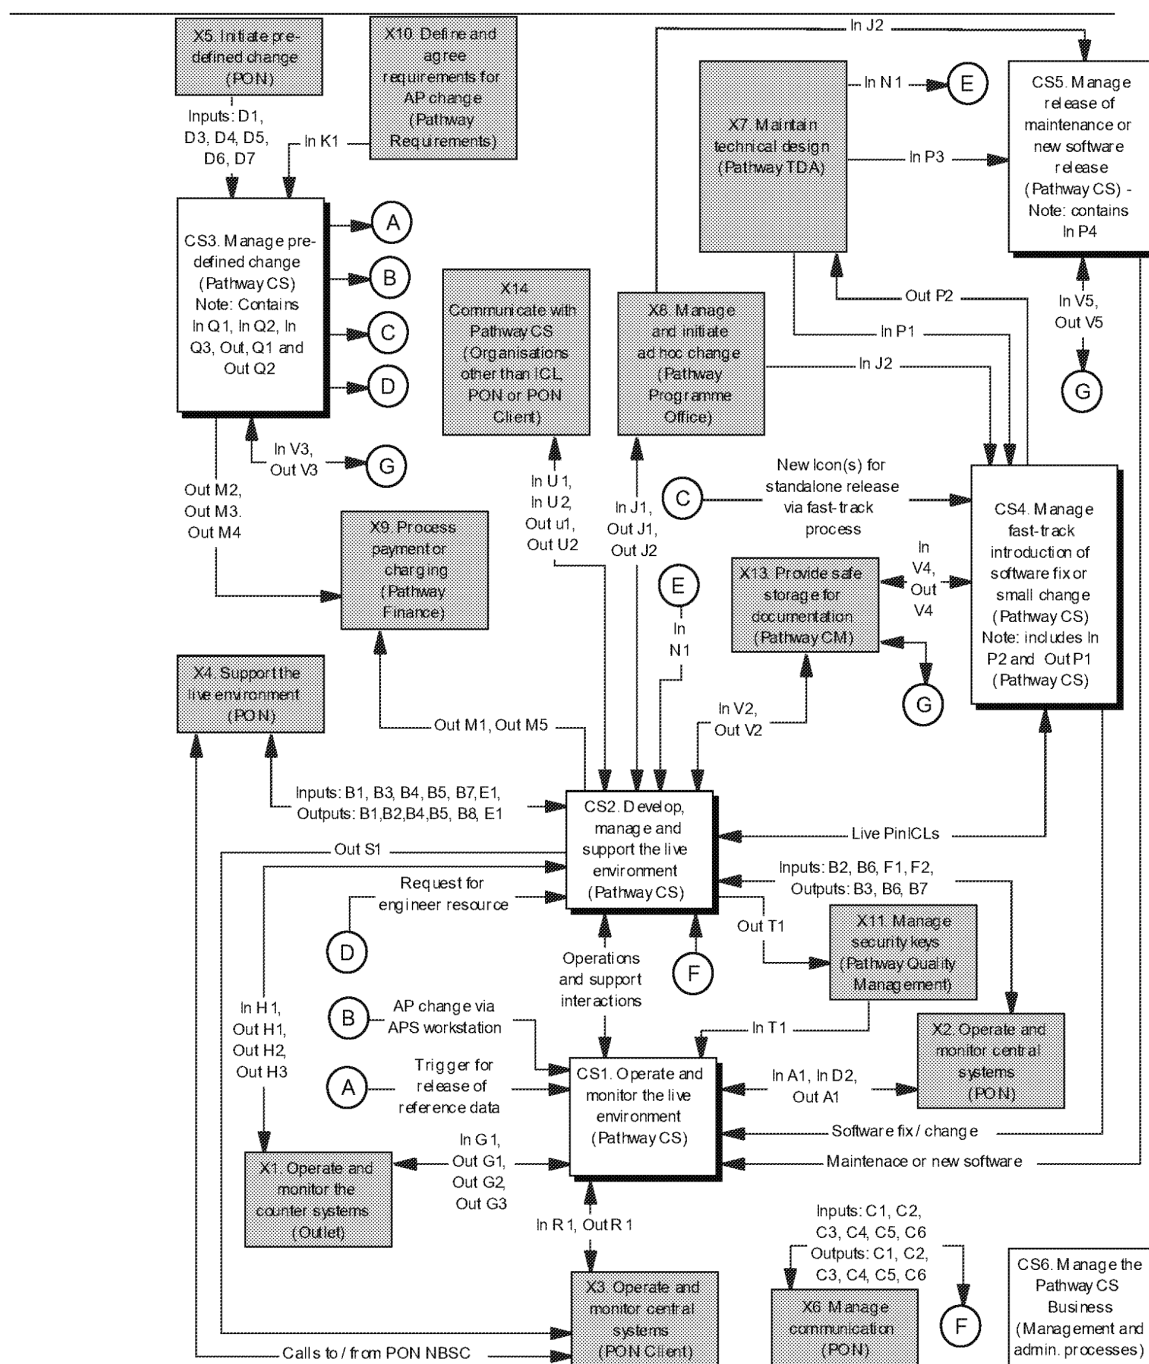 X5. Initiate pre-
defined change
(PON)
X10. Define and
agree
requirements for
AP change
(Pathway
Requirements)
Inputs: D1,
D3, D4, D5,
D6, D7
In K1
In J2
X7. Maintain
technical design
(Pathway TDA)
In N1
E
In P3
CS5. Manage
release of
maintenance or
new software
release
(Pathway CS) -
Note: contains
In P4
CS3. Manage pre-
defined change
(Pathway CS)
Note: Contains
In Q1, In Q2, In
Q3, Out, Q1 and
Out Q2
A
B
C
D
In V3,
Out V3
G
X14
Communicate with
Pathway CS
(Organisations
other than ICL,
PON or PON
Client)
X8. Manage
and initiate
ad hoc change
(Pathway
Programme
Office)
Out P2
In P1
In J2
In V5,
Out V5
G
Out M2,
Out M3.
Out M4
In U1,
In U2,
Out u1,
Out U2
In J1,
Out J1,
Out J2
C
New Icon(s) for
standalone release
via fast-track
process
CS4. Manage
fast-track
introduction of
software fix or
small change
(Pathway CS)
Note: includes In
P2 and Out P1
(Pathway CS)
X9. Process
payment or
charging
(Pathway
Finance)
E
In
N1
X13. Provide safe
storage for
documentation
(Pathway CM)
In
V4,
Out
V4
G
X4. Support the
live environment
(PON)
Out M1, Out M5
In V2,
Out V2
Inputs: B1, B3, B4, B5, B7, E1,
Outputs: B1,B2,B4,B5, B8, E1
CS2. Develop,
manage and
support the live
environment
(Pathway CS)
Live PinICLs
Out S1
Request for
engineer resource
D
Inputs: B2, B6, F1, F2,
Outputs: B3, B6, B7
Out T1
X11. Manage
security keys
(Pathway Quality
Management)
F
Operations
and support
interactions
In H1,
Out H1,
Out H2,
Out H3
B
AP change via
APS workstation
In T1
X2. Operate and
monitor central
systems
(PON)
A
Trigger for
release of
reference data
CS1. Operate and
monitor the live
environment
(Pathway CS)
In A1, In D2,
Out A1
Software fix / change
Maintenace or new software
X1. Operate and
monitor the
counter systems
(Outlet)
In G1,
Out G1,
Out G2,
Out G3
In R1, Out R1
Inputs: C1, C2,
C3, C4, C5, C6
Outputs: C1, C2,
C3, C4, C5, C6
X3. Operate and
monitor central
systems
(PON Client)
Calls to / from PON NBSC
X6. Manage
communication
(PON)
F
CS6. Manage the
Pathway CS
Business
(Management and
admin. processes)